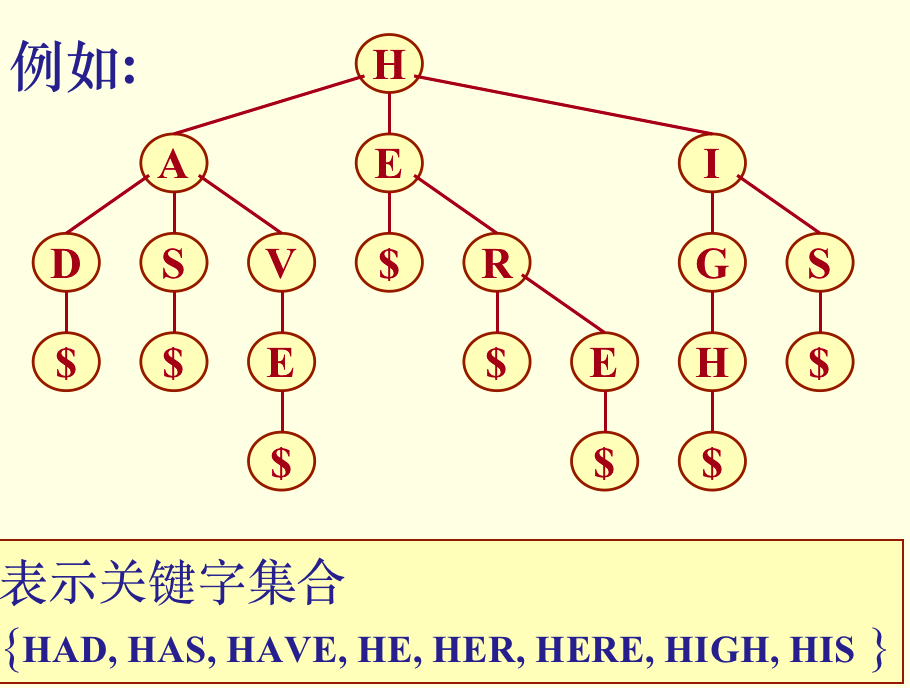 例如:
H
A E I
D S V $ R G S
$ $ E $ E H $
$ $ $
表示关键字集合
{HAD, HAS, HAVE, HE, HER, HERE, HIGH, HIS }